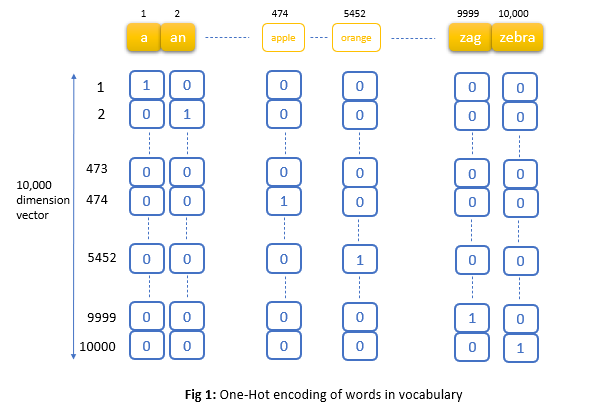 1 2 474 5452 9999 10,000
a an apple orange zag zebra
1 1 0 0 0 0 0
2 0 1 0 0 0 0
473 0 0 0 0 0 0
10,000
dimension
vector
474 0 0 1 0 0 0
5452 0 0 0 1 0 0
9999 0 0 0 0 1 0
10000 0 0 0 0 0 1
Fig 1: One-Hot encoding of words in vocabulary